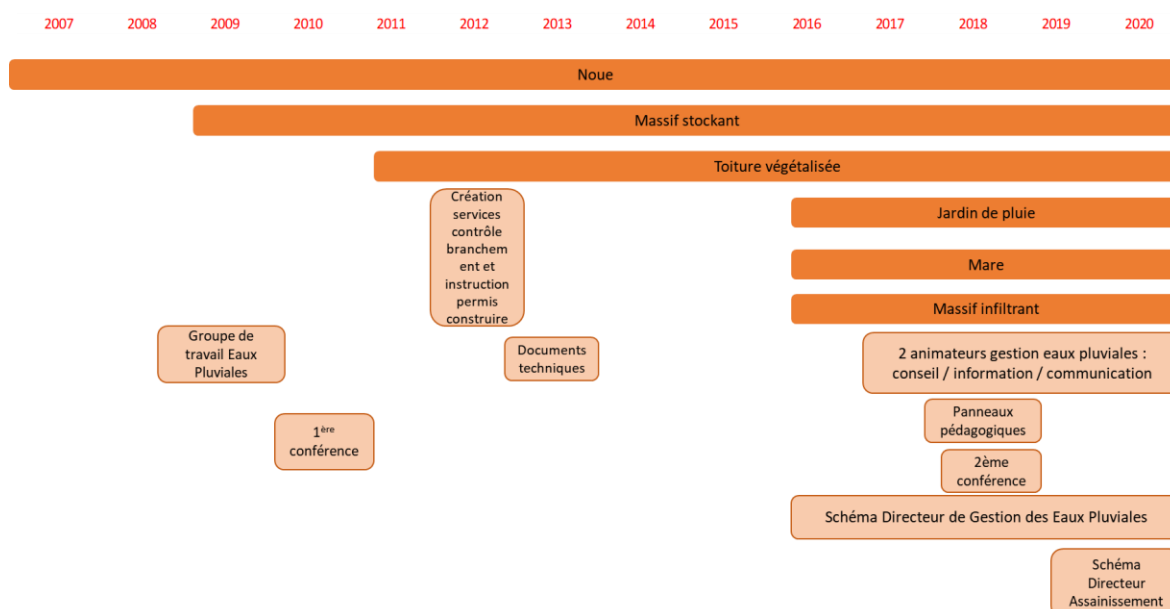 2007 2008 2009 2010 2011 2012 2013 2014 2015 2016 2017 2018 2019 2020
Noue
Massif stockant
Toiture végétalisée
Création
services
contrôle
branchem
ent et
instruction
permis
construire
Jardin de pluie
Mare
Massif infiltrant
Groupe de
travail Eaux
Pluviales
Documents
techniques
2 animateurs gestion eaux pluviales :
conseil / information / communication
1ère
conférence
Panneaux
pédagogiques
2ème
conférence
Schéma Directeur de Gestion des Eaux Pluviales
Schéma
Directeur
Assainissement